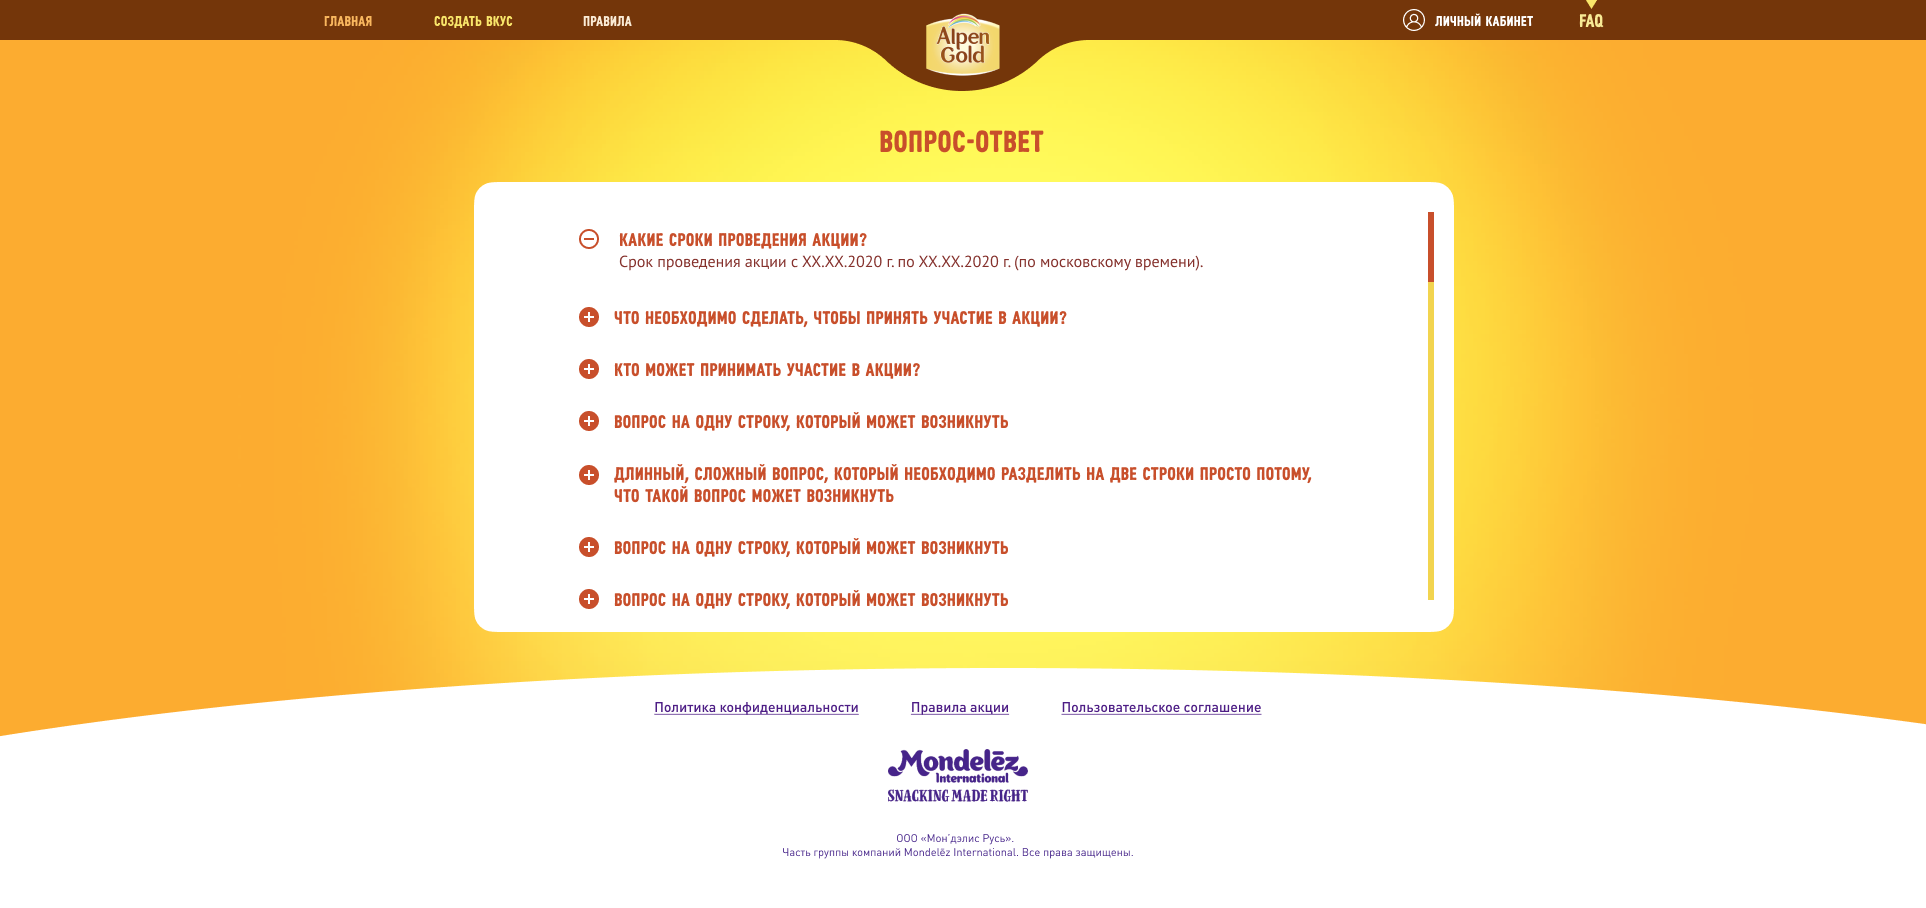 ГЛАВНАЯ
СОЗДАТЬ ВКУС
ПРАВИЛА
Alpen
Gold
ЛИЧНЫЙ КАБИНЕТ
FAQ
ВОПРОС-ОТВЕТ
КАКИЕ СРОКИ ПРОВЕДЕНИЯ АКЦИИ?
Срок проведения акции с XX.XX.2020 г. по XX.XX.2020 г. (по московскому времени).
ЧТО НЕОБХОДИМО СДЕЛАТЬ, ЧТОБЫ ПРИНЯТЬ УЧАСТИЕ В АКЦИИ?
КТО МОЖЕТ ПРИНИМАТЬ УЧАСТИЕ В АКЦИИ?
ВОПРОС НА ОДНУ СТРОКУ, КОТОРЫЙ МОЖЕТ ВОЗНИКНУТЬ
ДЛИННЫЙ, СЛОЖНЫЙ ВОПРОС, КОТОРЫЙ НЕОБХОДИМО РАЗДЕЛИТЬ НА ДВЕ СТРОКИ ПРОСТО ПОТОМУ,
ЧТО ТАКОЙ ВОПРОС МОЖЕТ ВОЗНИКНУТЬ
ВОПРОС НА ОДНУ СТРОКУ, КОТОРЫЙ МОЖЕТ ВОЗНИКНУТЬ
ВОПРОС НА ОДНУ СТРОКУ, КОТОРЫЙ МОЖЕТ ВОЗНИКНУТЬ
Политика конфиденциальности
Правила акции
Пользовательское соглашение
Mondelēz
International
SNACKING MADE RIGHT
ООО «Мон'дэлис Русь».
Часть группы компаний Mondelēz International. Все права защищены.